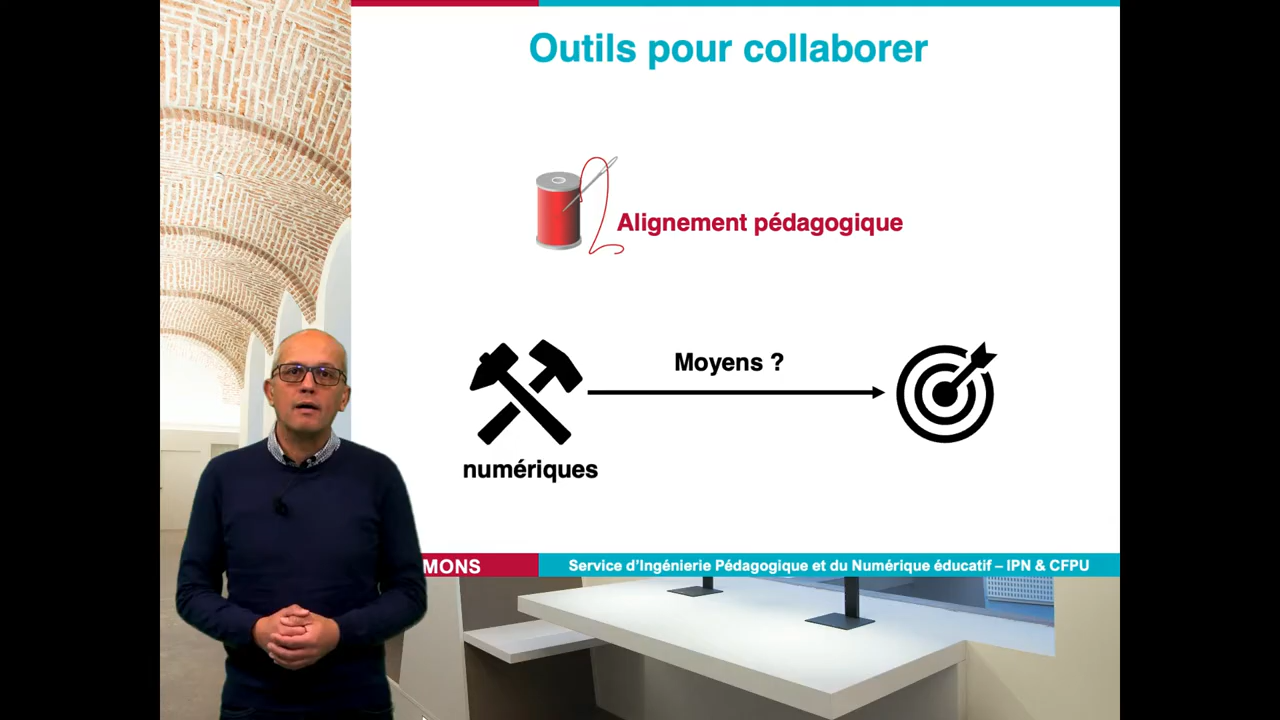 Outils pour collaborer
Alignement pédagogique
Moyens ?
numériques
MONS
Service d'Ingénierie Pédagogique et du Numérique éducatif – IPN & CFPU